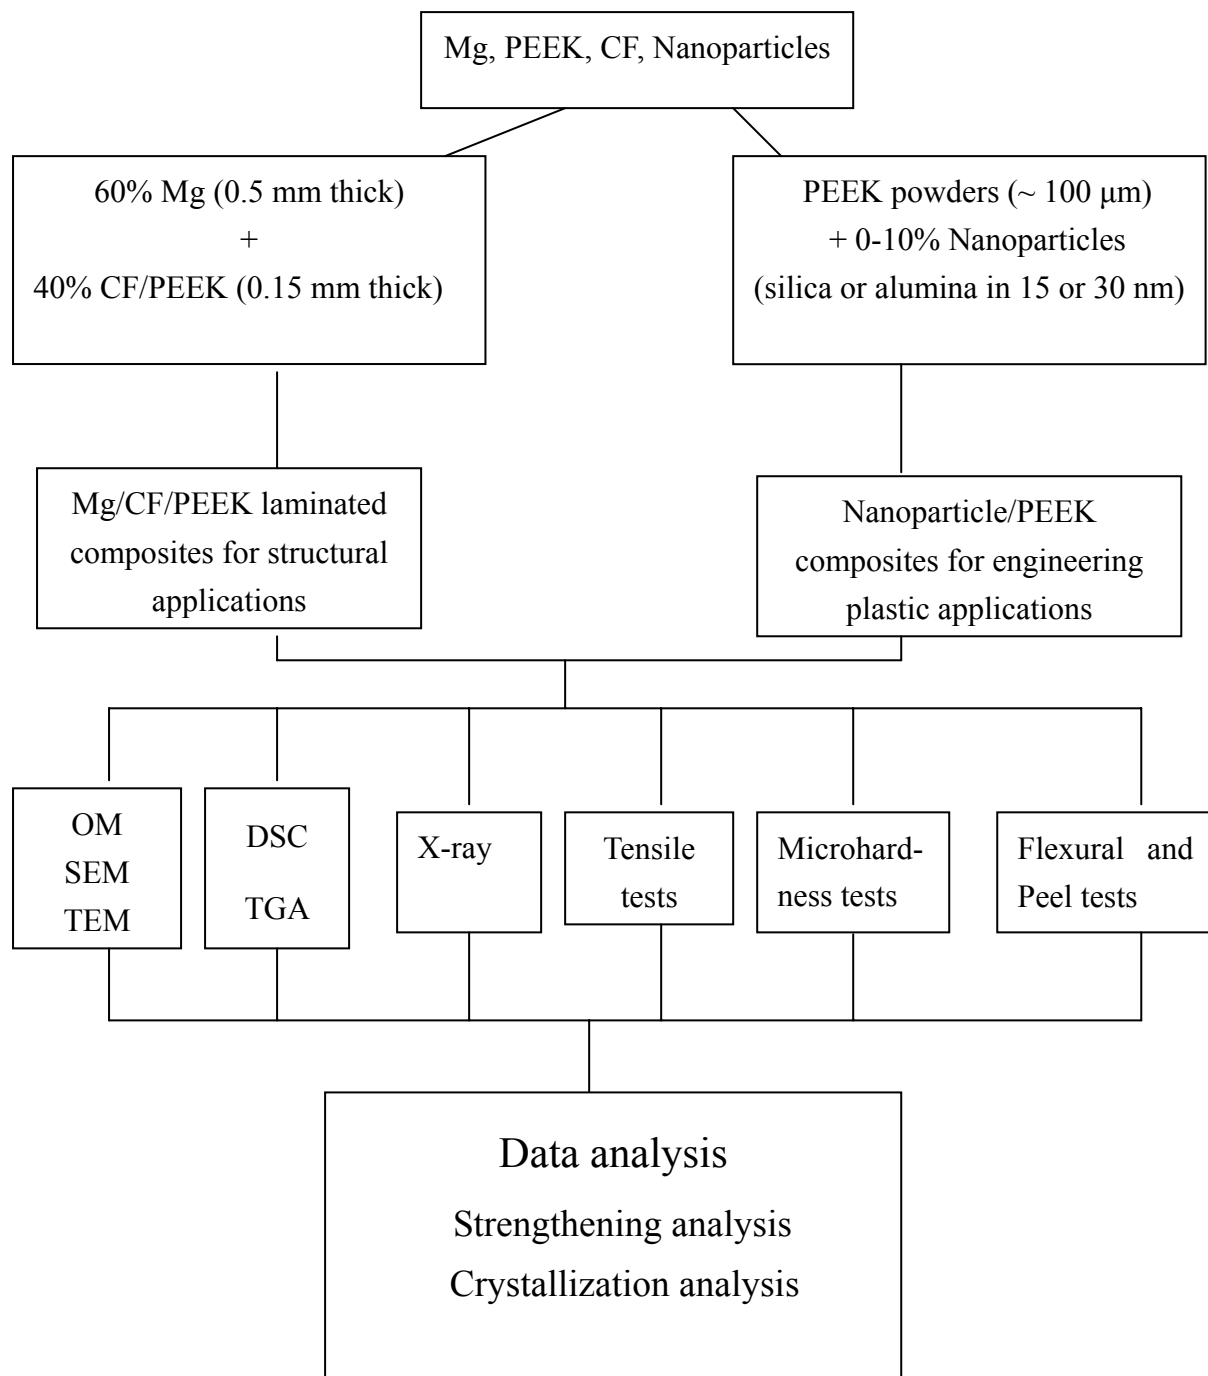 Mg, PEEK, CF, Nanoparticles
60% Mg (0.5 mm thick)
+
40% CF/PEEK (0.15 mm thick)
PEEK powders (~ 100 μm)
+ 0-10% Nanoparticles
(silica or alumina in 15 or 30 nm)
Mg/CF/PEEK laminated
composites for structural
applications
Nanoparticle/PEEK
composites for engineering
plastic applications
OM
SEM
TEM
DSC
TGA
X-ray
Tensile
tests
Microhard-
ness tests
Flexural and
Peel tests
Data analysis
Strengthening analysis
Crystallization analysis